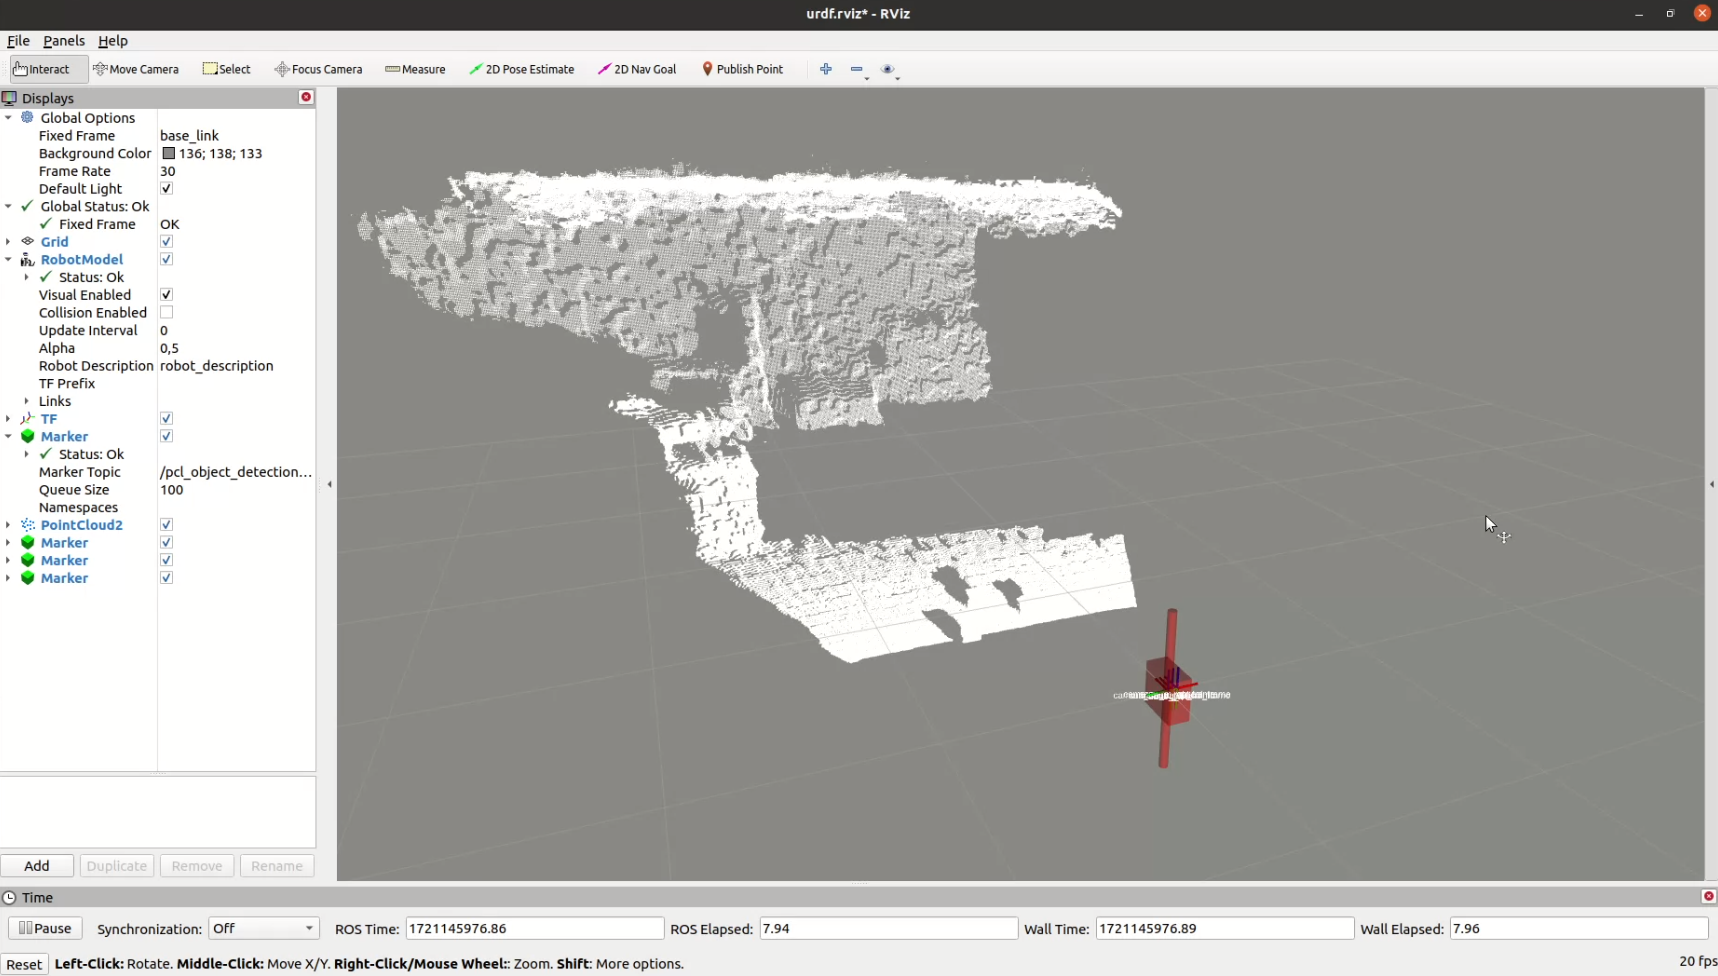 urdf.rviz* - RViz
File Panels Help
Interact Move Camera Select Focus Camera Measure 2D Pose Estimate 2D Nav Goal Publish Point
Displays
Global Options
Fixed Frame base_link
Background Color 136; 138; 133
Frame Rate 30
Default Light
Global Status: Ok
Fixed Frame OK
Grid
RobotModel
Status: Ok
Visual Enabled
Collision Enabled
Update Interval 0
Alpha 0,5
Robot Description robot_description
TF Prefix
Links
TF
Marker
Status: Ok
Marker Topic /pcl_object_detection...
Queue Size 100
Namespaces
PointCloud2
Marker
Marker
Marker
Add Duplicate Remove Rename
Time
Pause Synchronization: Off ROS Time: 1721145976.86 ROS Elapsed: 7.94 Wall Time: 1721145976.89 Wall Elapsed: 7.96
Reset Left-Click: Rotate. Middle-Click: Move X/Y. Right-Click/Mouse Wheel:: Zoom. Shift: More options. 20 fps